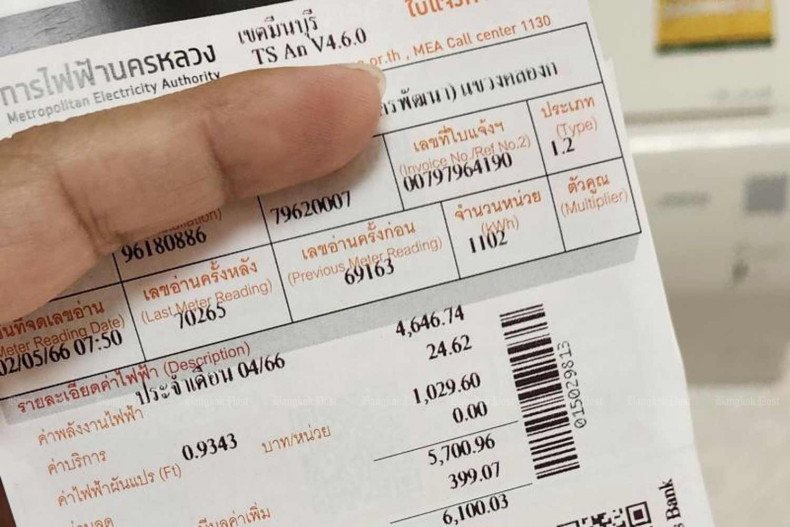 การไฟฟ้านครหลวง
Metropolitan Electricity Authority
เขตมีนบุรี
TS An V4.6.0
or.th , MEA Call center 1130
แขวงคลองก
เลขที่ใบแจ้งฯ
(Invoice No./Ref No.2)
00797964190
ประเภท
(Type)
1.2
79620007
96180886
เลขอ่านครั้งหลัง
(Last Meter Reading)
70265
เลขอ่านครั้งก่อน
(Previous Meter Reading)
69163
จำนวนหน่วย
(kWh)
1102
ตัวคูณ
(Multiplier)
Meter Reading Date)
02/05/66 07:50
รายละเอียดค่าไฟฟ้า (Description)
ประจำเดือน 04/66
ค่าพลังงานไฟฟ้า 4,646.74
ค่าบริการ 24.62
ค่าไฟฟ้าผันแปร (Ft) 0.9343 บาท/หน่วย 1,029.60
0.00
5,700.96
399.07
6,100.03
015029813
Bank